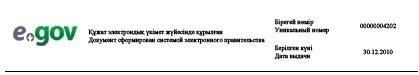 e.gov
Құжат электрондық үкімет жүйесінде құрылған
Документ сформирован системой электронного правительства
Бірегей нөмір
Уникальный номер
00000004202
Берілген күні
Дата выдачи
30.12.2010